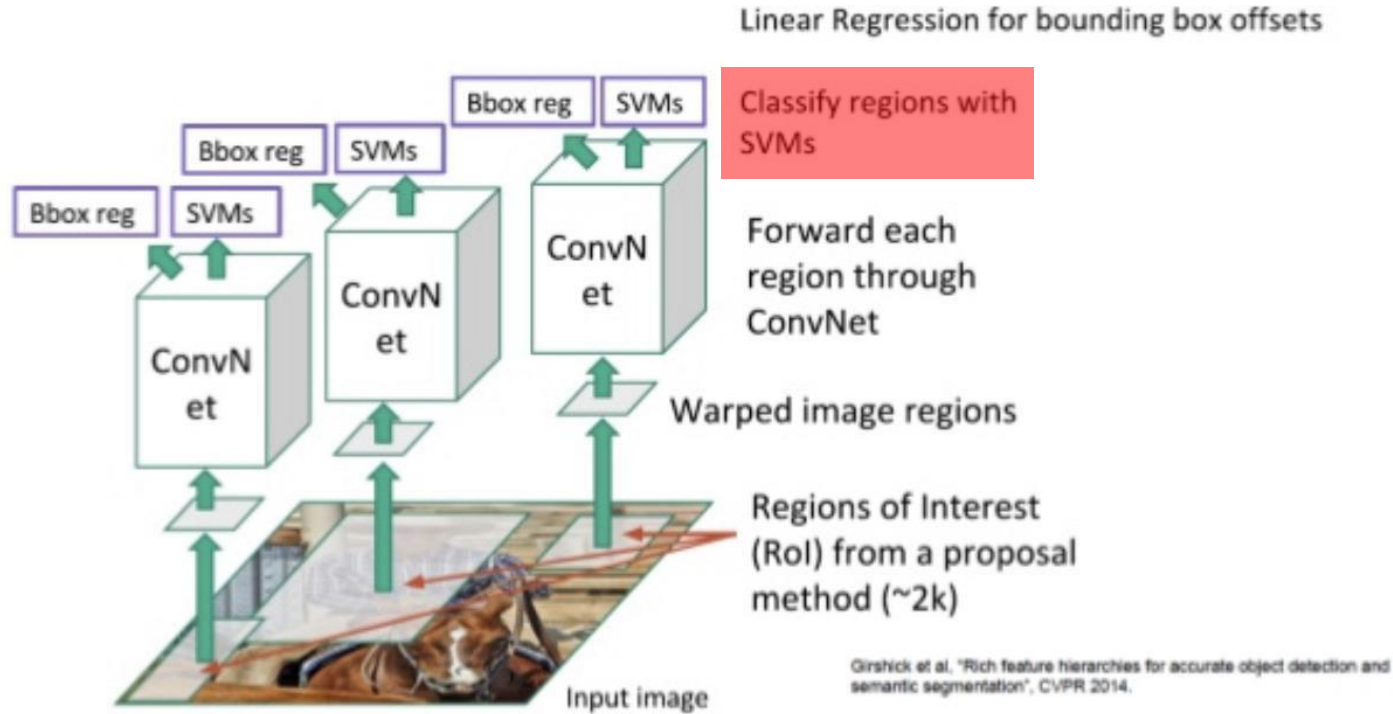 Linear Regression for bounding box offsets
Bbox reg
SVMs
Classify regions with
SVMs
Bbox reg
SVMs
Bbox reg
SVMs
ConvN
et
Forward each
region through
ConvNet
ConvN
et
ConvN
et
Warped image regions
Regions of Interest
(RoI) from a proposal
method (~2k)
Input image
Girshick et al, "Rich feature hierarchies for accurate object detection and
semantic segmentation", CVPR 2014.